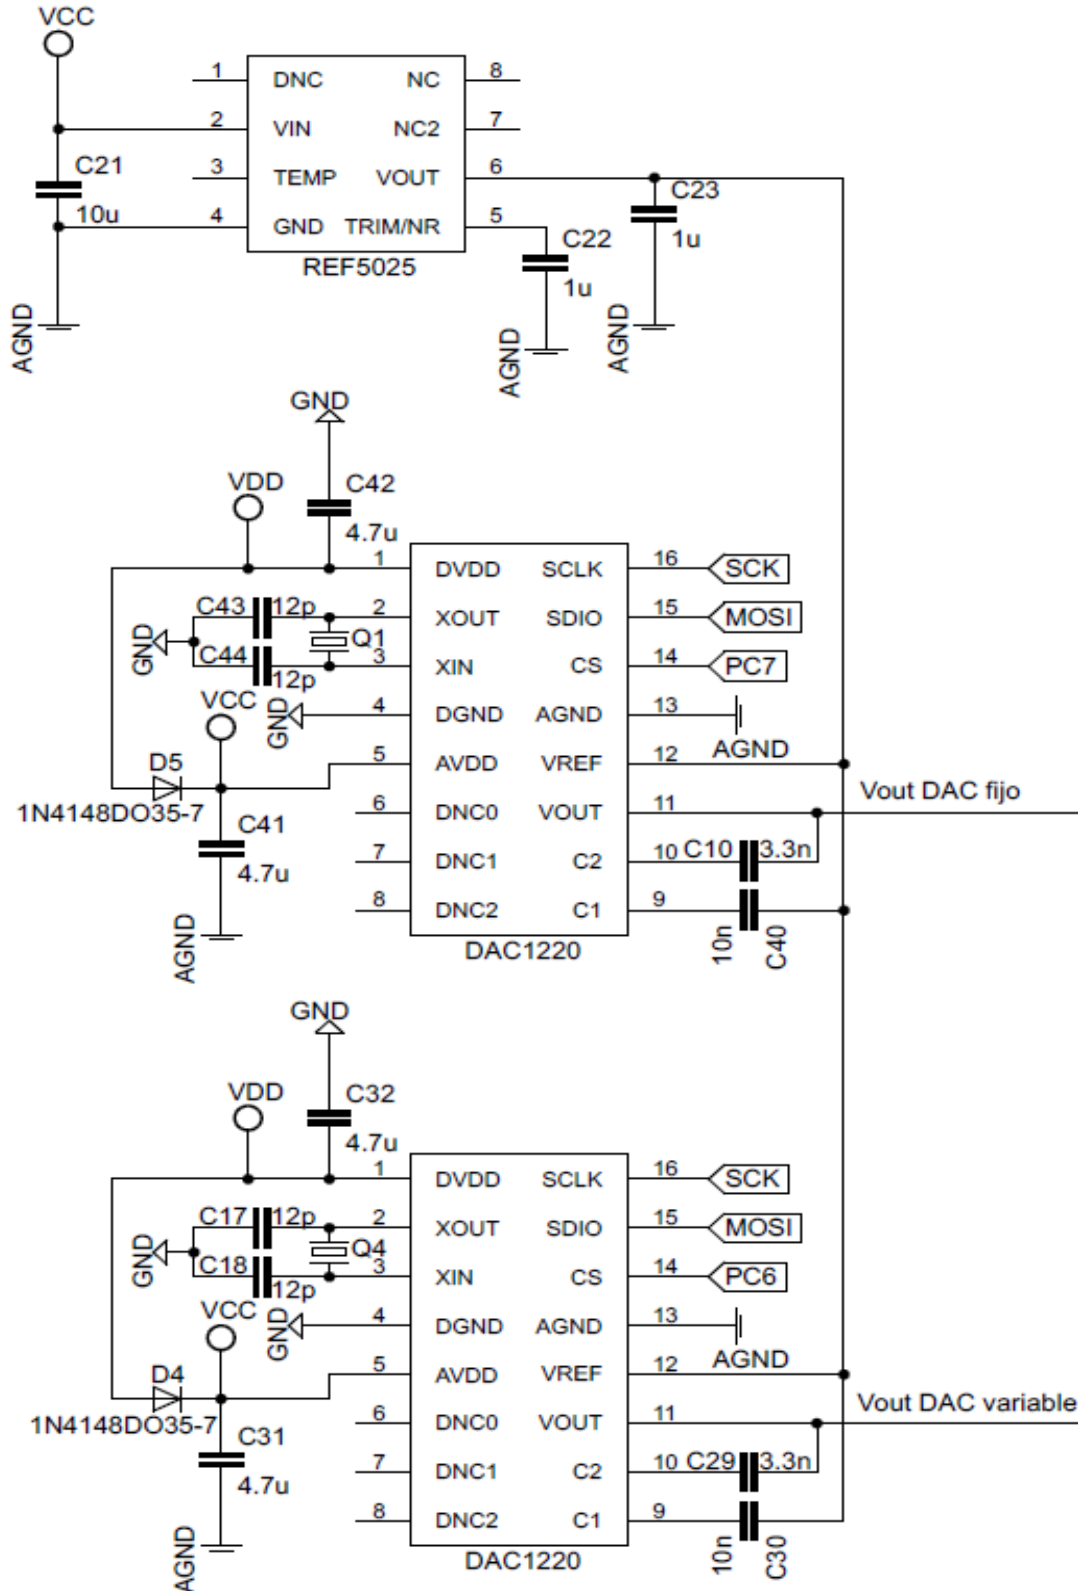 VCC
1 DNC NC 8
2 VIN NC2 7
3 TEMP VOUT 6
4 GND TRIM/NR 5
REF5025
C21
10u
C22
1u
C23
1u
AGND
AGND
AGND
GND
VDD
C42
4.7u
1 DVDD SCLK 16 SCK
C43 12p 2 XOUT SDIO 15 MOSI
GND
Q1
C44 12p 3 XIN CS 14 PC7
VCC
GND 4 DGND AGND 13 AGND
D5
5 AVDD VREF 12
1N4148DO35-7
6 DNC0 VOUT 11 Vout DAC fijo
C41
4.7u
7 DNC1 C2 10 C10 3.3n
8 DNC2 C1 9 10n C40
AGND
DAC1220
GND
VDD
C32
4.7u
1 DVDD SCLK 16 SCK
C17 12p 2 XOUT SDIO 15 MOSI
GND
Q4
C18 12p 3 XIN CS 14 PC6
VCC
GND 4 DGND AGND 13 AGND
D4
5 AVDD VREF 12
1N4148DO35-7
6 DNC0 VOUT 11 Vout DAC variable
C31
4.7u
7 DNC1 C2 10 C29 3.3n
8 DNC2 C1 9 10n C30
AGND
DAC1220